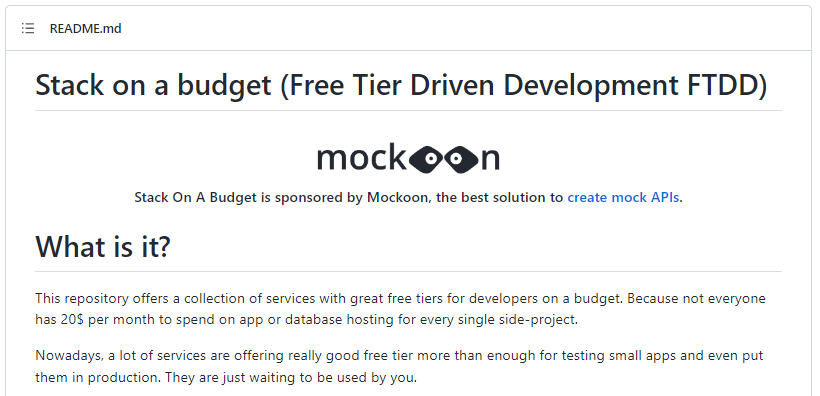 README.md
Stack on a budget (Free Tier Driven Development FTDD)
mockoon
Stack On A Budget is sponsored by Mockoon, the best solution to create mock APIs.
What is it?
This repository offers a collection of services with great free tiers for developers on a budget. Because not everyone
has 20$ per month to spend on app or database hosting for every single side-project.
Nowadays, a lot of services are offering really good free tier more than enough for testing small apps and even put
them in production. They are just waiting to be used by you.